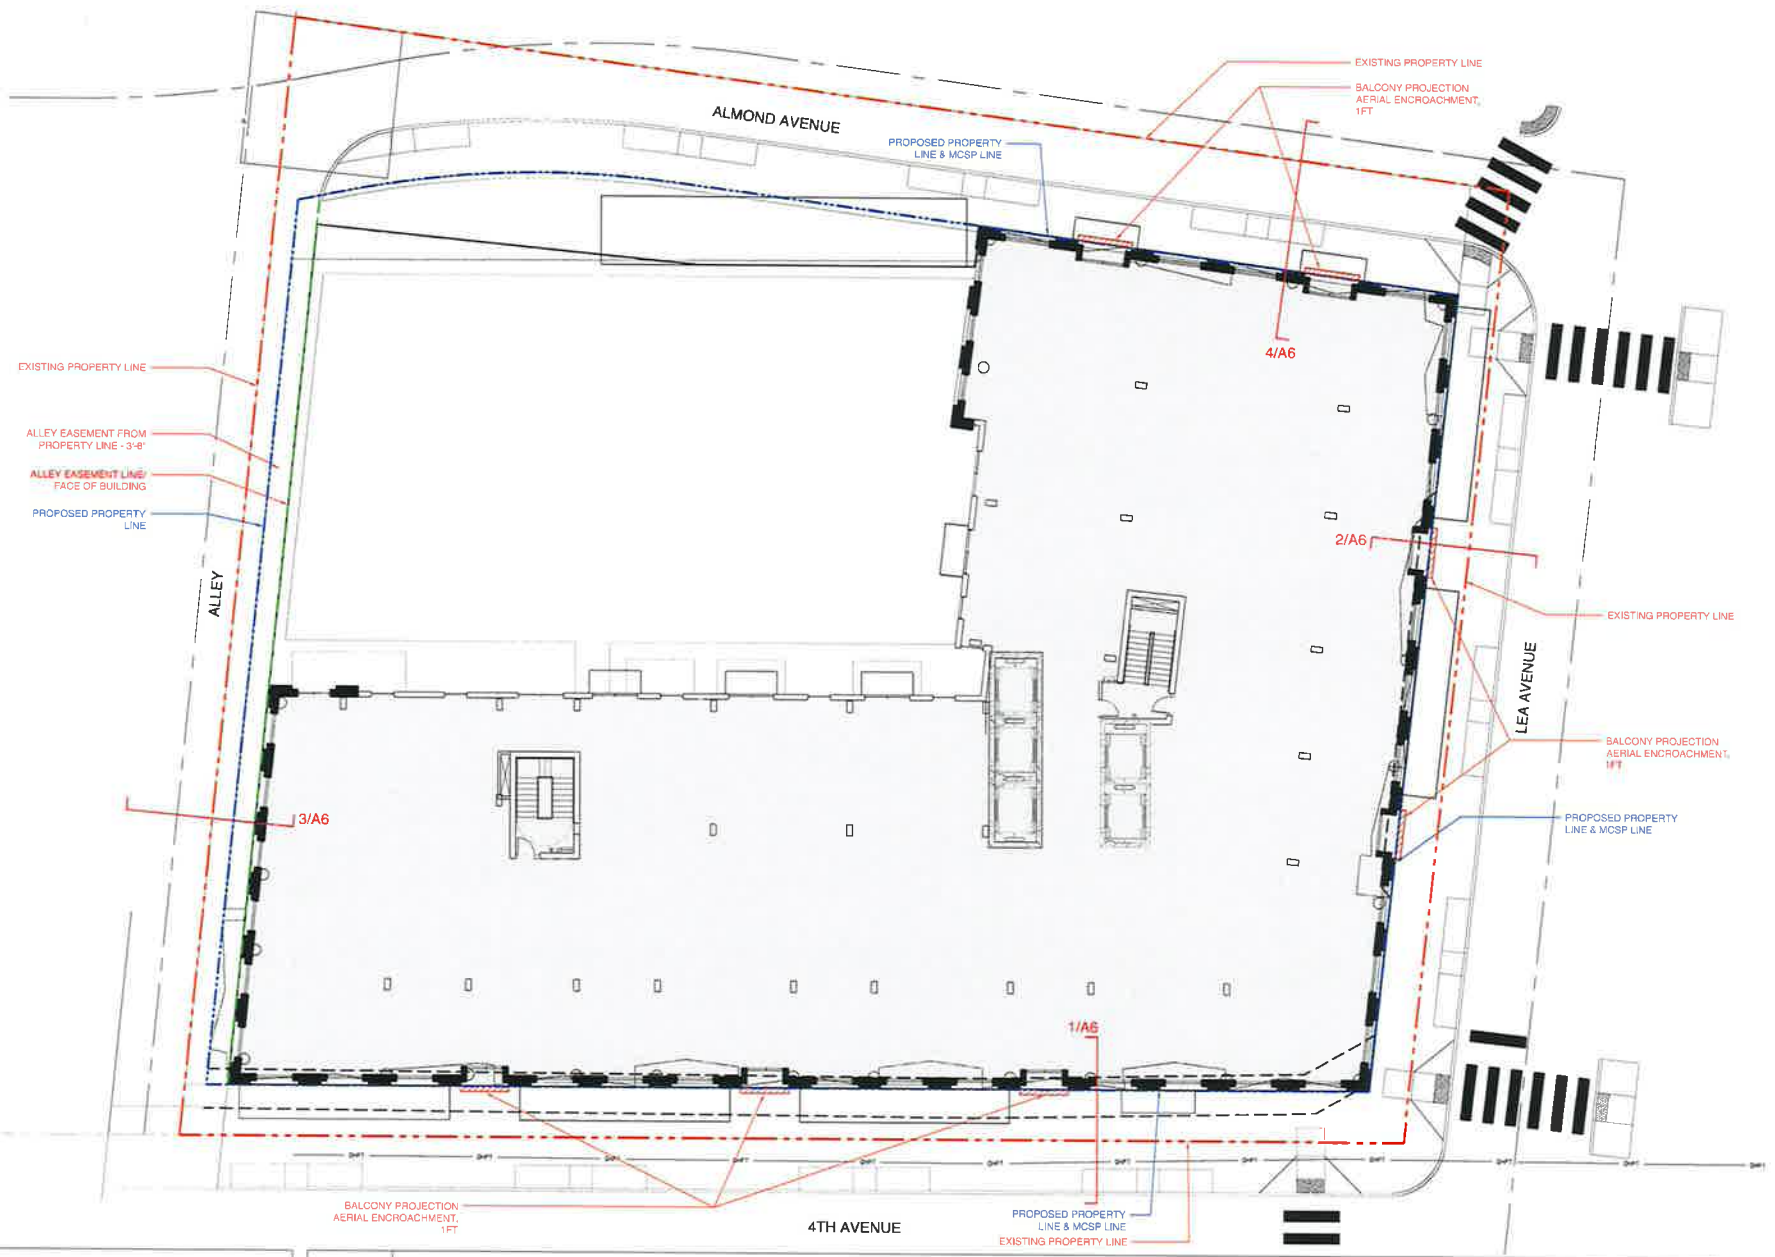 EXISTING PROPERTY LINE
BALCONY PROJECTION
AERIAL ENCROACHMENT,
1FT
ALMOND AVENUE
PROPOSED PROPERTY
LINE & MCSP LINE
4/A6
EXISTING PROPERTY LINE
ALLEY EASEMENT FROM
PROPERTY LINE - 3'-6"
ALLEY EASEMENT LINE/
FACE OF BUILDING
PROPOSED PROPERTY
LINE
2/A6
ALLEY
EXISTING PROPERTY LINE
LEA AVENUE
BALCONY PROJECTION
AERIAL ENCROACHMENT,
1FT
3/A6
PROPOSED PROPERTY
LINE & MCSP LINE
1/A6
BALCONY PROJECTION
AERIAL ENCROACHMENT,
1FT
4TH AVENUE
PROPOSED PROPERTY
LINE & MCSP LINE
EXISTING PROPERTY LINE